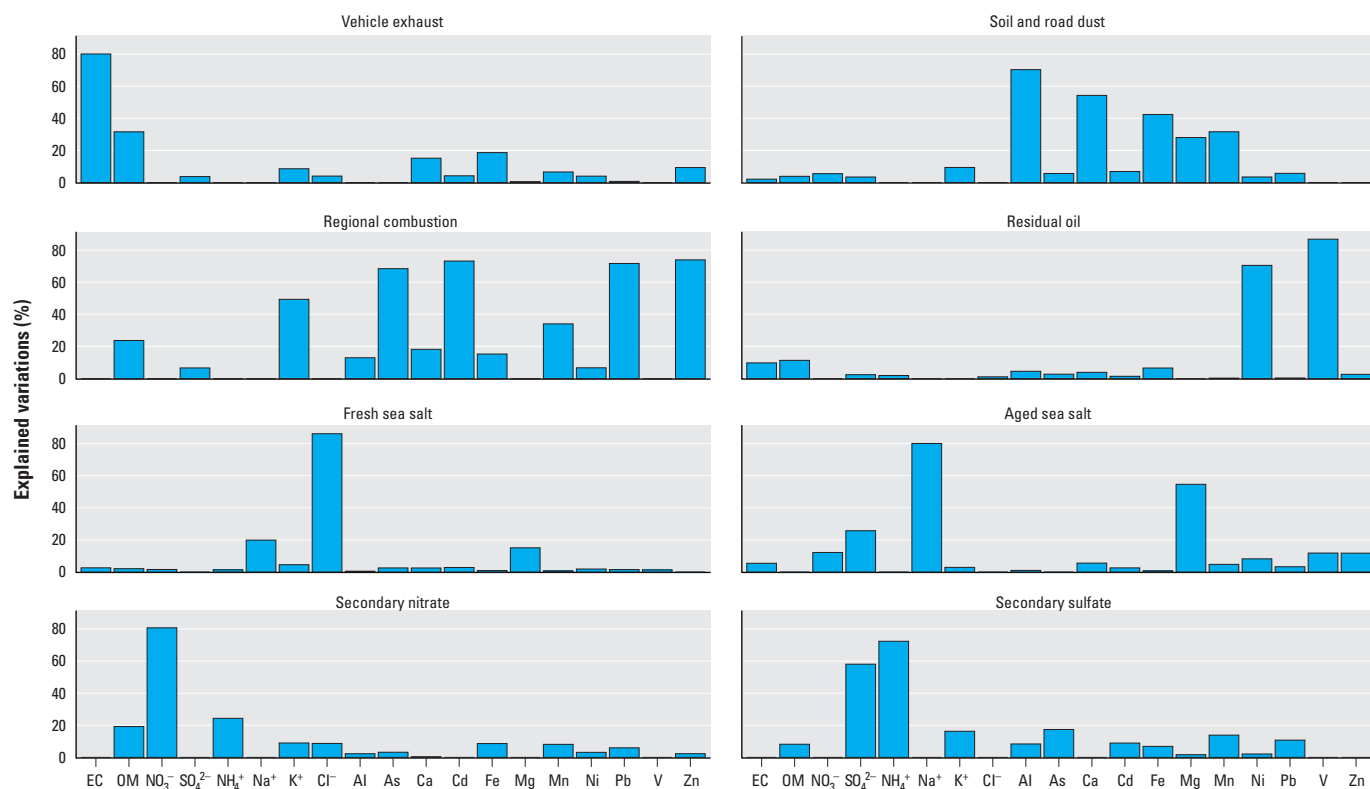 Vehicle exhaust
Soil and road dust
80
60
40
20
0
Regional combustion
Residual oil
80
60
40
20
0
Fresh sea salt
Aged sea salt
80
60
40
20
0
Secondary nitrate
Secondary sulfate
80
60
40
20
0
Explained variations (%)
EC OM NO₃⁻ SO₄²⁻ NH₄⁺ Na⁺ K⁺ Cl⁻ Al As Ca Cd Fe Mg Mn Ni Pb V Zn
EC OM NO₃⁻ SO₄²⁻ NH₄⁺ Na⁺ K⁺ Cl⁻ Al As Ca Cd Fe Mg Mn Ni Pb V Zn